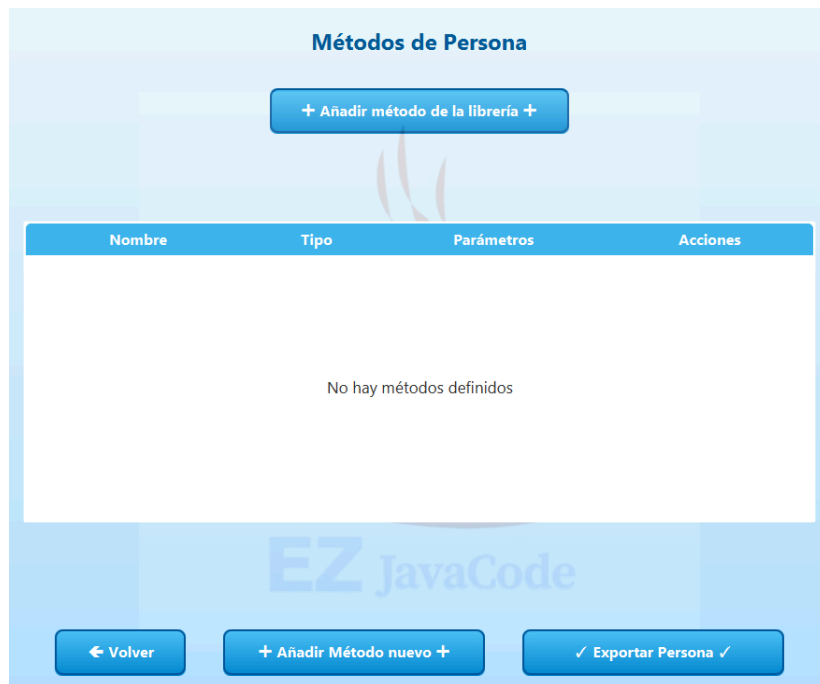 Métodos de Persona
+ Añadir método de la librería +
Nombre Tipo Parámetros Acciones
No hay métodos definidos
EZ JavaCode
← Volver + Añadir Método nuevo + ✓ Exportar Persona ✓